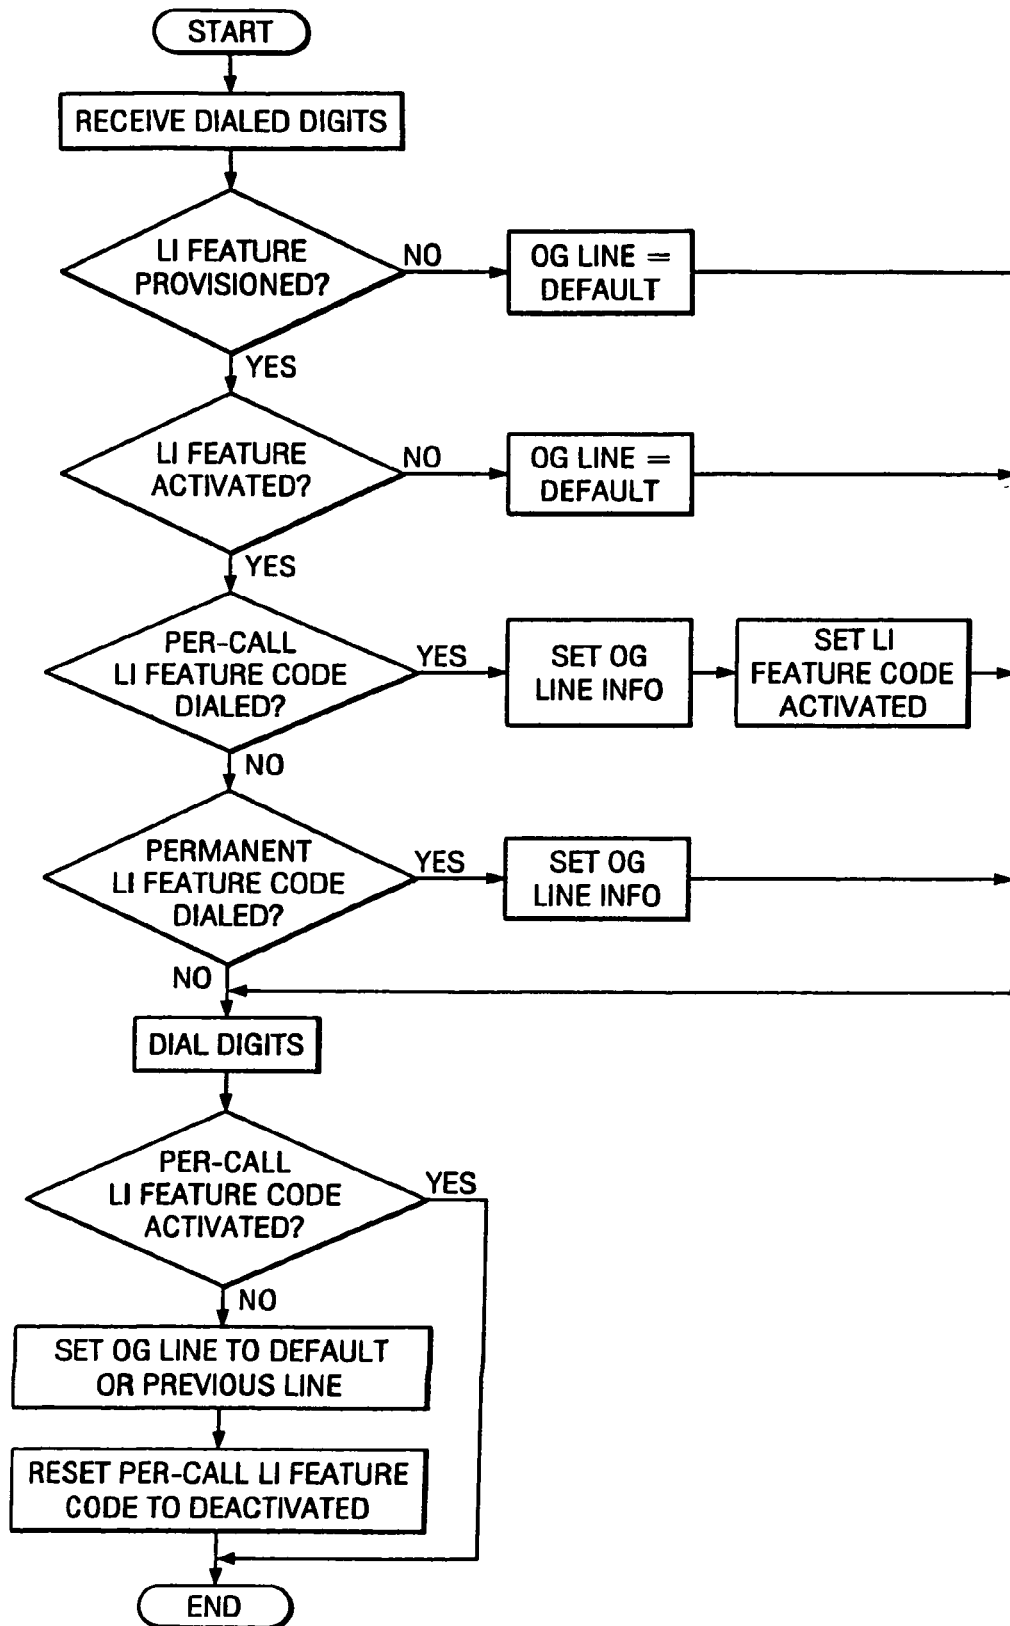 START
RECEIVE DIALED DIGITS
LI FEATURE
PROVISIONED?
NO
OG LINE =
DEFAULT
YES
LI FEATURE
ACTIVATED?
NO
OG LINE =
DEFAULT
YES
PER-CALL
LI FEATURE CODE
DIALED?
YES
SET OG
LINE INFO
SET LI
FEATURE CODE
ACTIVATED
NO
PERMANENT
LI FEATURE CODE
DIALED?
YES
SET OG
LINE INFO
NO
DIAL DIGITS
PER-CALL
LI FEATURE CODE
ACTIVATED?
YES
NO
SET OG LINE TO DEFAULT
OR PREVIOUS LINE
RESET PER-CALL LI FEATURE
CODE TO DEACTIVATED
END